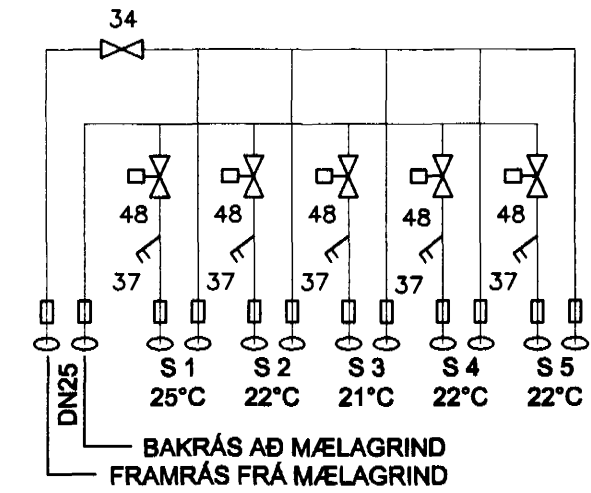 34
48 48 48 48 48
37 37 37 37 37
S 1 S 2 S 3 S 4 S 5
25°C 22°C 21°C 22°C 22°C
DN25
BAKRÁS AÐ MÆLAGRIND
FRAMRÁS FRÁ MÆLAGRIND